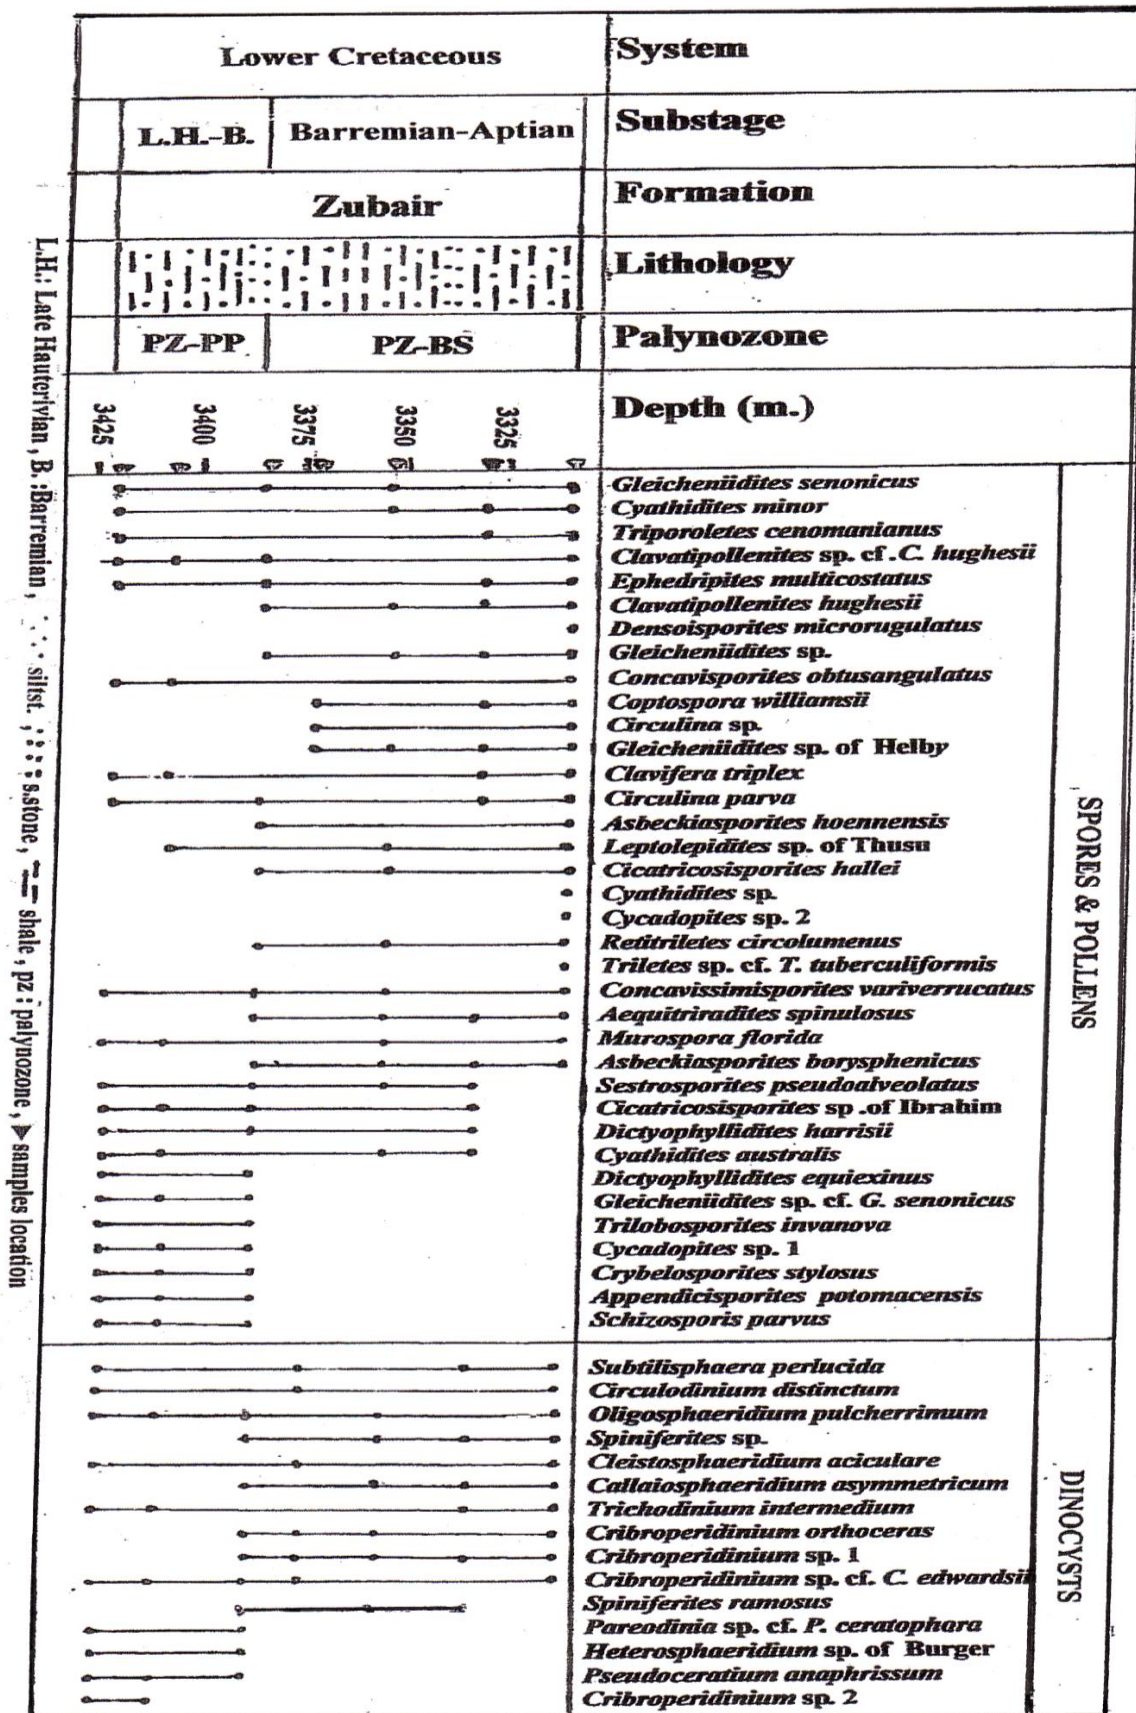 Lower Cretaceous System
L.H.-B. Barremian-Aptian Substage
Zubair Formation
Lithology
PZ-PP PZ-BS Palynozone
3425 3400 3375 3350 3325 Depth (m.)
Gleicheniidites senonicus
Cyathidites minor
Triporoletes cenomanianus
Clavatipollenites sp. cf .C. hughesii
Ephedripites multicostatus
Clavatipollenites hughesii
Densoisporites microrugulatus
Gleicheniidites sp.
Concavisporites obtusangulatus
Coptospora williamsii
Circulina sp.
Gleicheniidites sp. of Helby
Clavifera triplex
Circulina parva
Asbeckiasporites hoennensis
Leptolepidites sp. of Thusu
Cicatricosisporites hallei
Cyathidites sp.
Cycadopites sp. 2
Retitriletes circolumenus
Triletes sp. cf. T. tuberculiformis
Concavissimisporites variverrucatus
Aequitriradites spinulosus
Murospora florida
Asbeckiasporites borysphenicus
Sestrosporites pseudoalveolatus
Cicatricosisporites sp .of Ibrahim
Dictyophyllidites harrisii
Cyathidites australis
Dictyophyllidites equiexinus
Gleicheniidites sp. cf. G. senonicus
Trilobosporites invanova
Cycadopites sp. 1
Crybelosporites stylosus
Appendicisporites potomacensis
Schizosporis parvus
SPORES & POLLENS
Subtilisphaera perlucida
Circulodinium distinctum
Oligosphaeridium pulcherrimum
Spiniferites sp.
Cleistosphaeridium aciculare
Callaiosphaeridium asymmetricum
Trichodinium intermedium
Cribroperidinium orthoceras
Cribroperidinium sp. 1
Cribroperidinium sp. cf. C. edwardsii
Spiniferites ramosus
Pareodinia sp. cf. P. ceratophora
Heterosphaeridium sp. of Burger
Pseudoceratium anaphrissum
Cribroperidinium sp. 2
DINOCYSTS
L.H.: Late Hauterivian , B. :Barremian , siltst. ; s.stone , shale , pz : palynozone , samples location